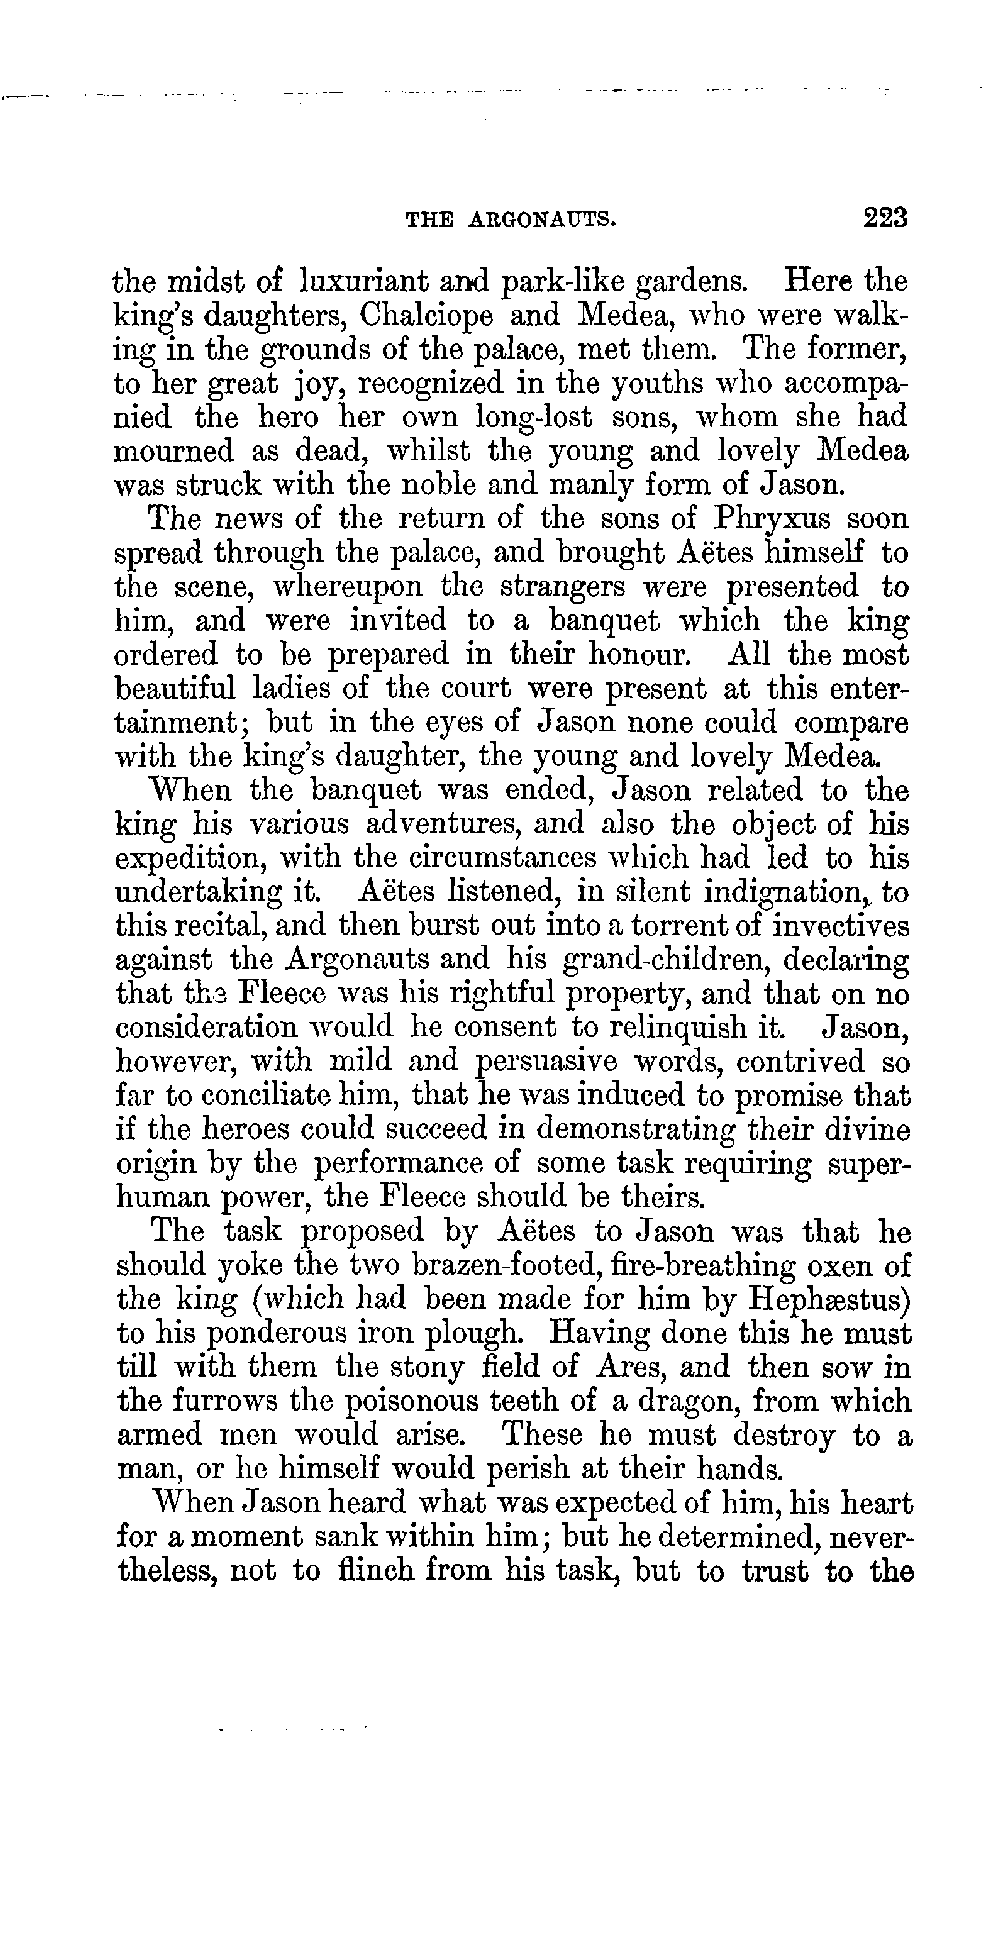 THE ARGONAUTS. 223
the midst of luxuriant and park-like gardens. Here the
king's daughters, Chalciope and Medea, who were walk-
ing in the grounds of the palace, met them. The former,
to her great joy, recognized in the youths who accompa-
nied the hero her own long-lost sons, whom she had
mourned as dead, whilst the young and lovely Medea
was struck with the noble and manly form of Jason.
The news of the return of the sons of Phryxus soon
spread through the palace, and brought Aëtes himself to
the scene, whereupon the strangers were presented to
him, and were invited to a banquet which the king
ordered to be prepared in their honour. All the most
beautiful ladies of the court were present at this enter-
tainment; but in the eyes of Jason none could compare
with the king's daughter, the young and lovely Medea.
When the banquet was ended, Jason related to the
king his various adventures, and also the object of his
expedition, with the circumstances which had led to his
undertaking it. Aëtes listened, in silent indignation, to
this recital, and then burst out into a torrent of invectives
against the Argonauts and his grand-children, declaring
that the Fleece was his rightful property, and that on no
consideration would he consent to relinquish it. Jason,
however, with mild and persuasive words, contrived so
far to conciliate him, that he was induced to promise that
if the heroes could succeed in demonstrating their divine
origin by the performance of some task requiring super-
human power, the Fleece should be theirs.
The task proposed by Aëtes to Jason was that he
should yoke the two brazen-footed, fire-breathing oxen of
the king (which had been made for him by Hephæstus)
to his ponderous iron plough. Having done this he must
till with them the stony field of Ares, and then sow in
the furrows the poisonous teeth of a dragon, from which
armed men would arise. These he must destroy to a
man, or he himself would perish at their hands.
When Jason heard what was expected of him, his heart
for a moment sank within him; but he determined, never-
theless, not to flinch from his task, but to trust to the